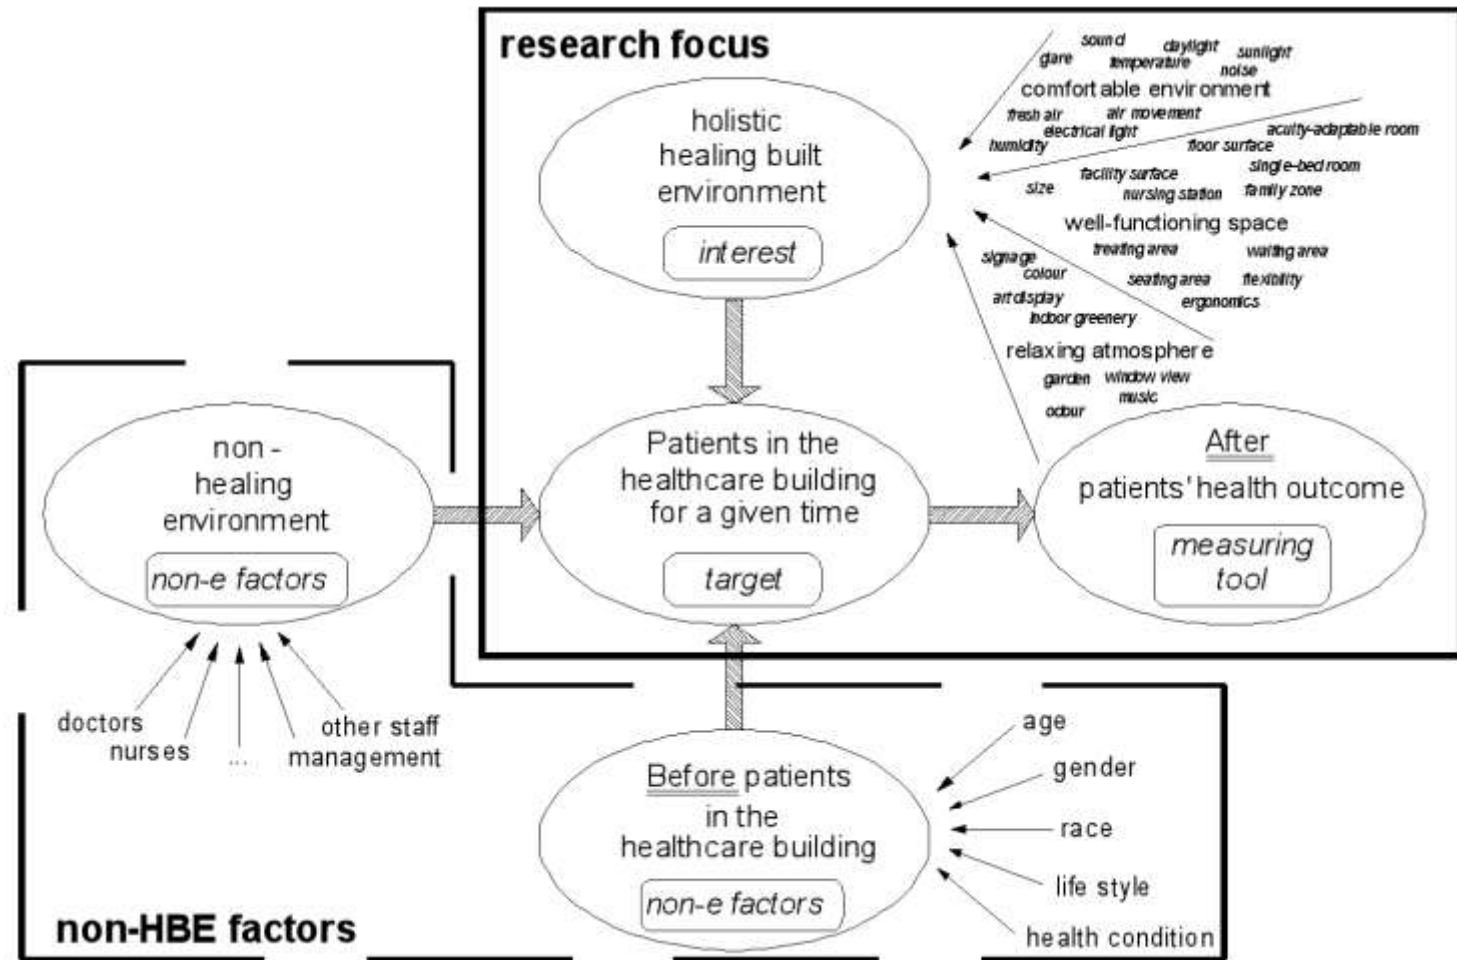 research focus
holistic
healing built
environment
interest
sound
daylight
sunlight
glare
temperature
noise
comfortable environment
fresh air
air movement
electrical light
humidity
acuity-adaptable room
floor surface
single-bed room
facility surface
size
nursing station
family zone
well-functioning space
treating area
waiting area
signage
colour
seating area
flexibility
art display
ergonomics
indoor greenery
relaxing atmosphere
garden
window view
music
odour
non -
healing
environment
non-e factors
Patients in the
healthcare building
for a given time
target
After
patients' health outcome
measuring
tool
doctors
nurses
...
other staff
management
Before patients
in the
healthcare building
non-e factors
age
gender
race
life style
health condition
non-HBE factors